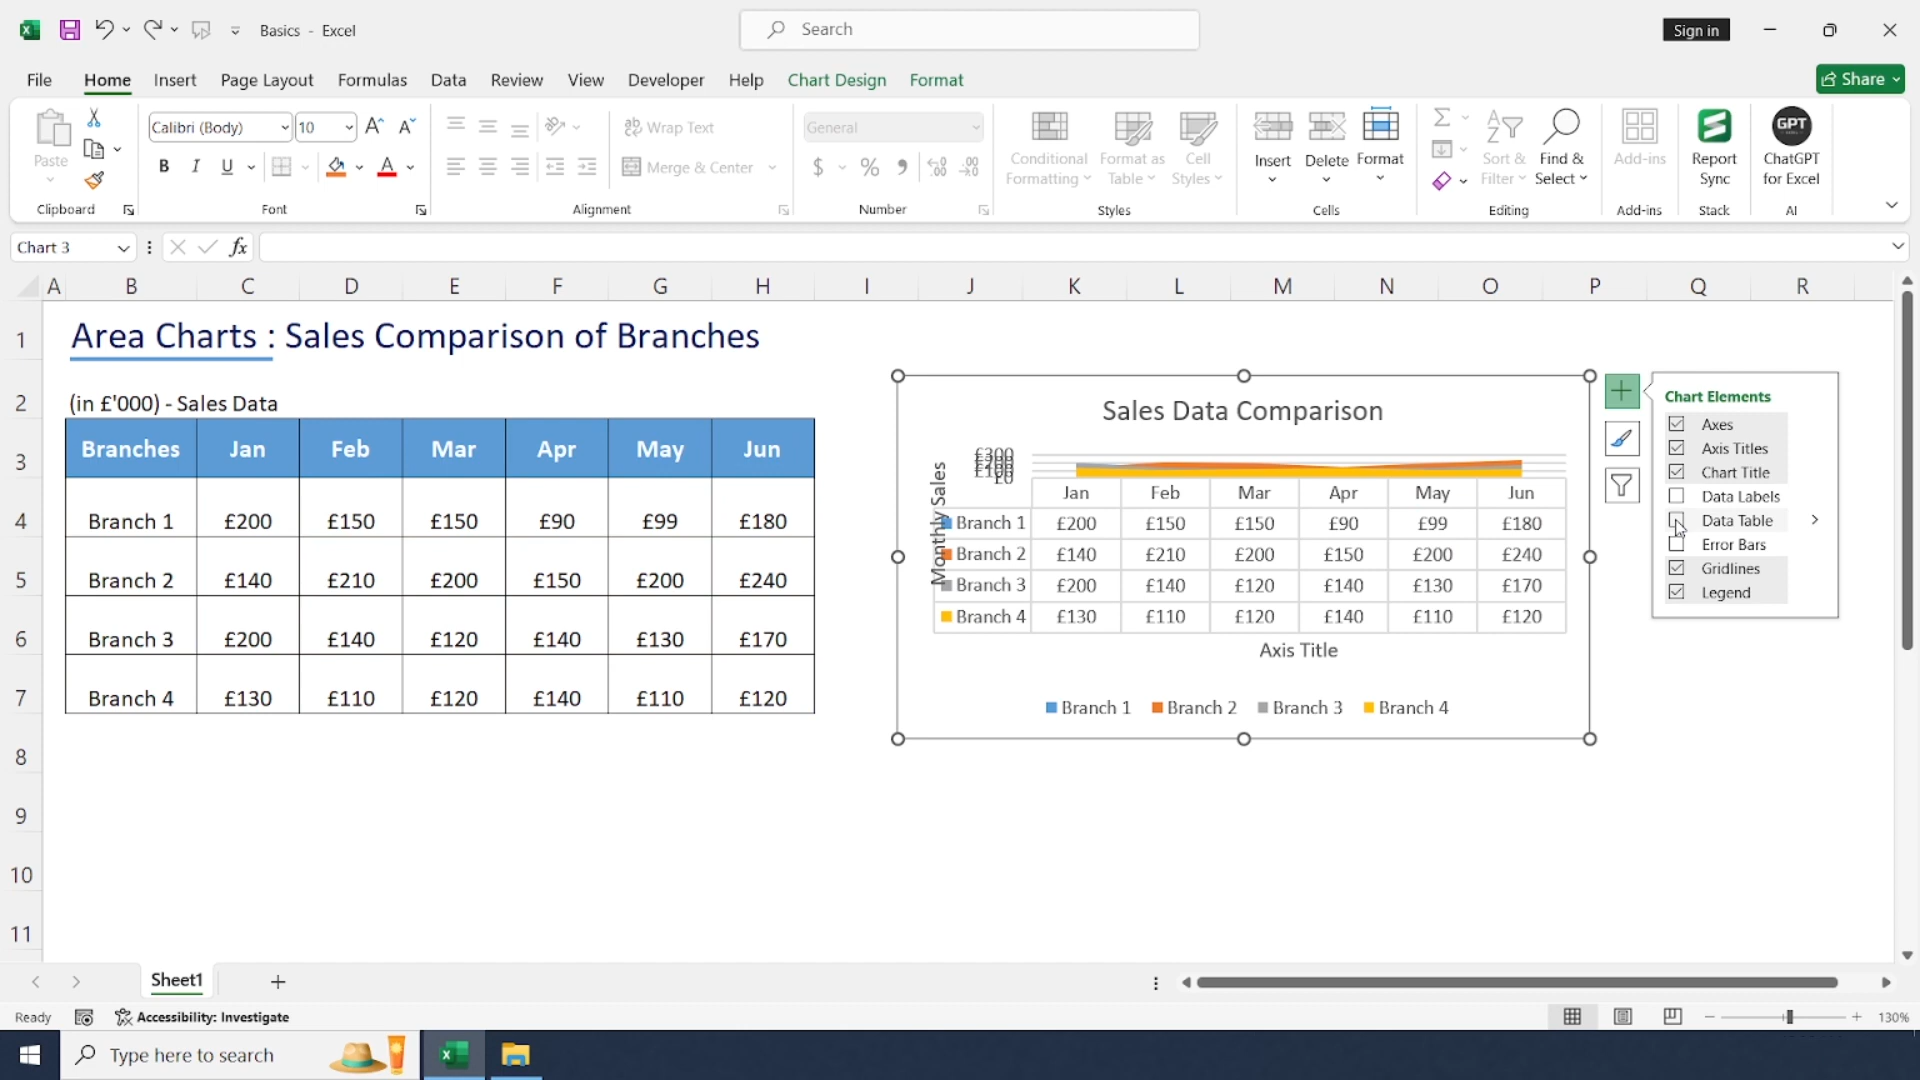 Basics - Excel
Search
Sign in
File Home Insert Page Layout Formulas Data Review View Developer Help Chart Design Format
Share
Paste
Calibri (Body) 10
B I U
Wrap Text
Merge & Center
General
$ % ,
Conditional Formatting
Format as Table
Cell Styles
Insert Delete Format
Sort & Filter
Find & Select
Add-ins
Report Sync
GPT
ChatGPT for Excel
Clipboard Font Alignment Number Styles Cells Editing Add-ins Stack AI
Chart 3
fx
A B C D E F G H I J K L M N O P Q R
1
Area Charts : Sales Comparison of Branches
2
(in £'000) - Sales Data
3
Branches Jan Feb Mar Apr May Jun
4
Branch 1 £200 £150 £150 £90 £99 £180
5
Branch 2 £140 £210 £200 £150 £200 £240
6
Branch 3 £200 £140 £120 £140 £130 £170
7
Branch 4 £130 £110 £120 £140 £110 £120
8
9
10
11
Sales Data Comparison
£300
£0
Monthly Sales
Jan Feb Mar Apr May Jun
Branch 1 £200 £150 £150 £90 £99 £180
Branch 2 £140 £210 £200 £150 £200 £240
Branch 3 £200 £140 £120 £140 £130 £170
Branch 4 £130 £110 £120 £140 £110 £120
Axis Title
Branch 1 Branch 2 Branch 3 Branch 4
Chart Elements
Axes
Axis Titles
Chart Title
Data Labels
Data Table
Error Bars
Gridlines
Legend
Sheet1
Ready
Accessibility: Investigate
130%
Type here to search